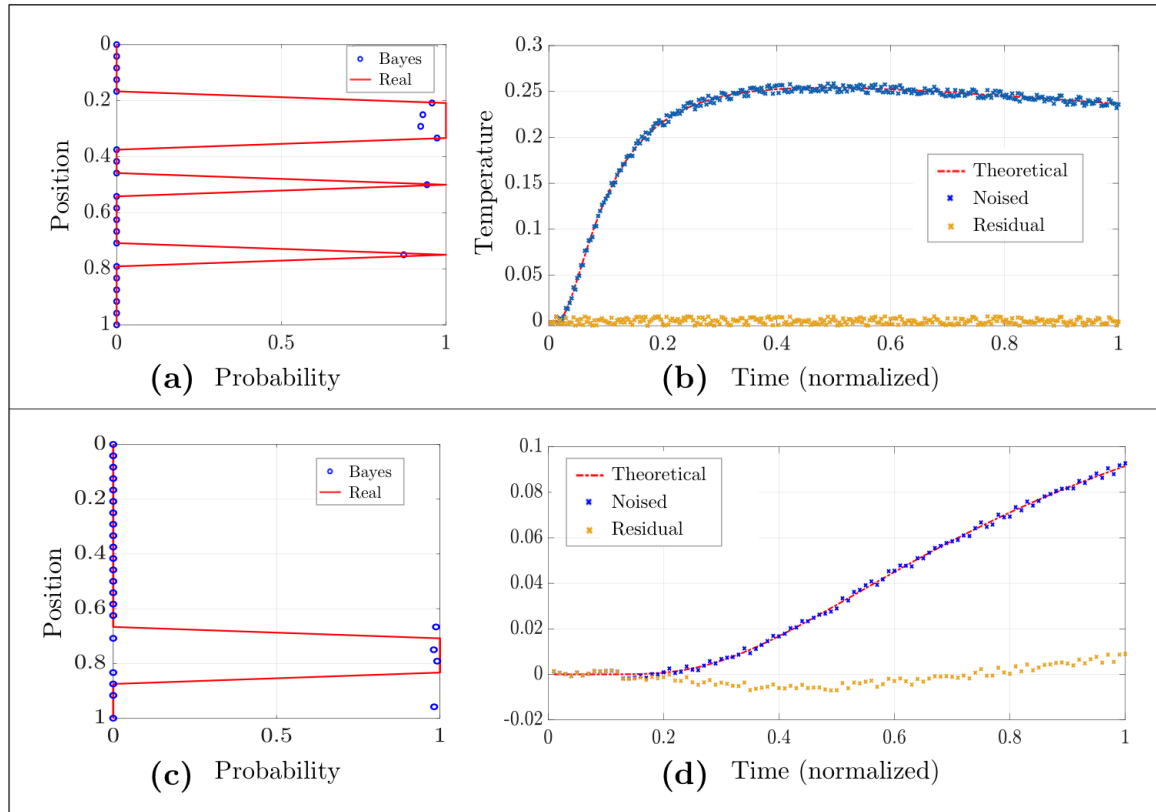 0
0.2
0.4
0.6
0.8
1
Position
Bayes
Real
0
0.5
1
(a) Probability
0.3
0.25
0.2
0.15
0.1
0.05
0
Temperature
Theoretical
Noised
Residual
0
0.2
0.4
0.6
0.8
1
(b) Time (normalized)
0
0.2
0.4
0.6
0.8
1
Position
Bayes
Real
0
0.5
1
(c) Probability
0.1
0.08
0.06
0.04
0.02
0
-0.02
Theoretical
Noised
Residual
0
0.2
0.4
0.6
0.8
1
(d) Time (normalized)